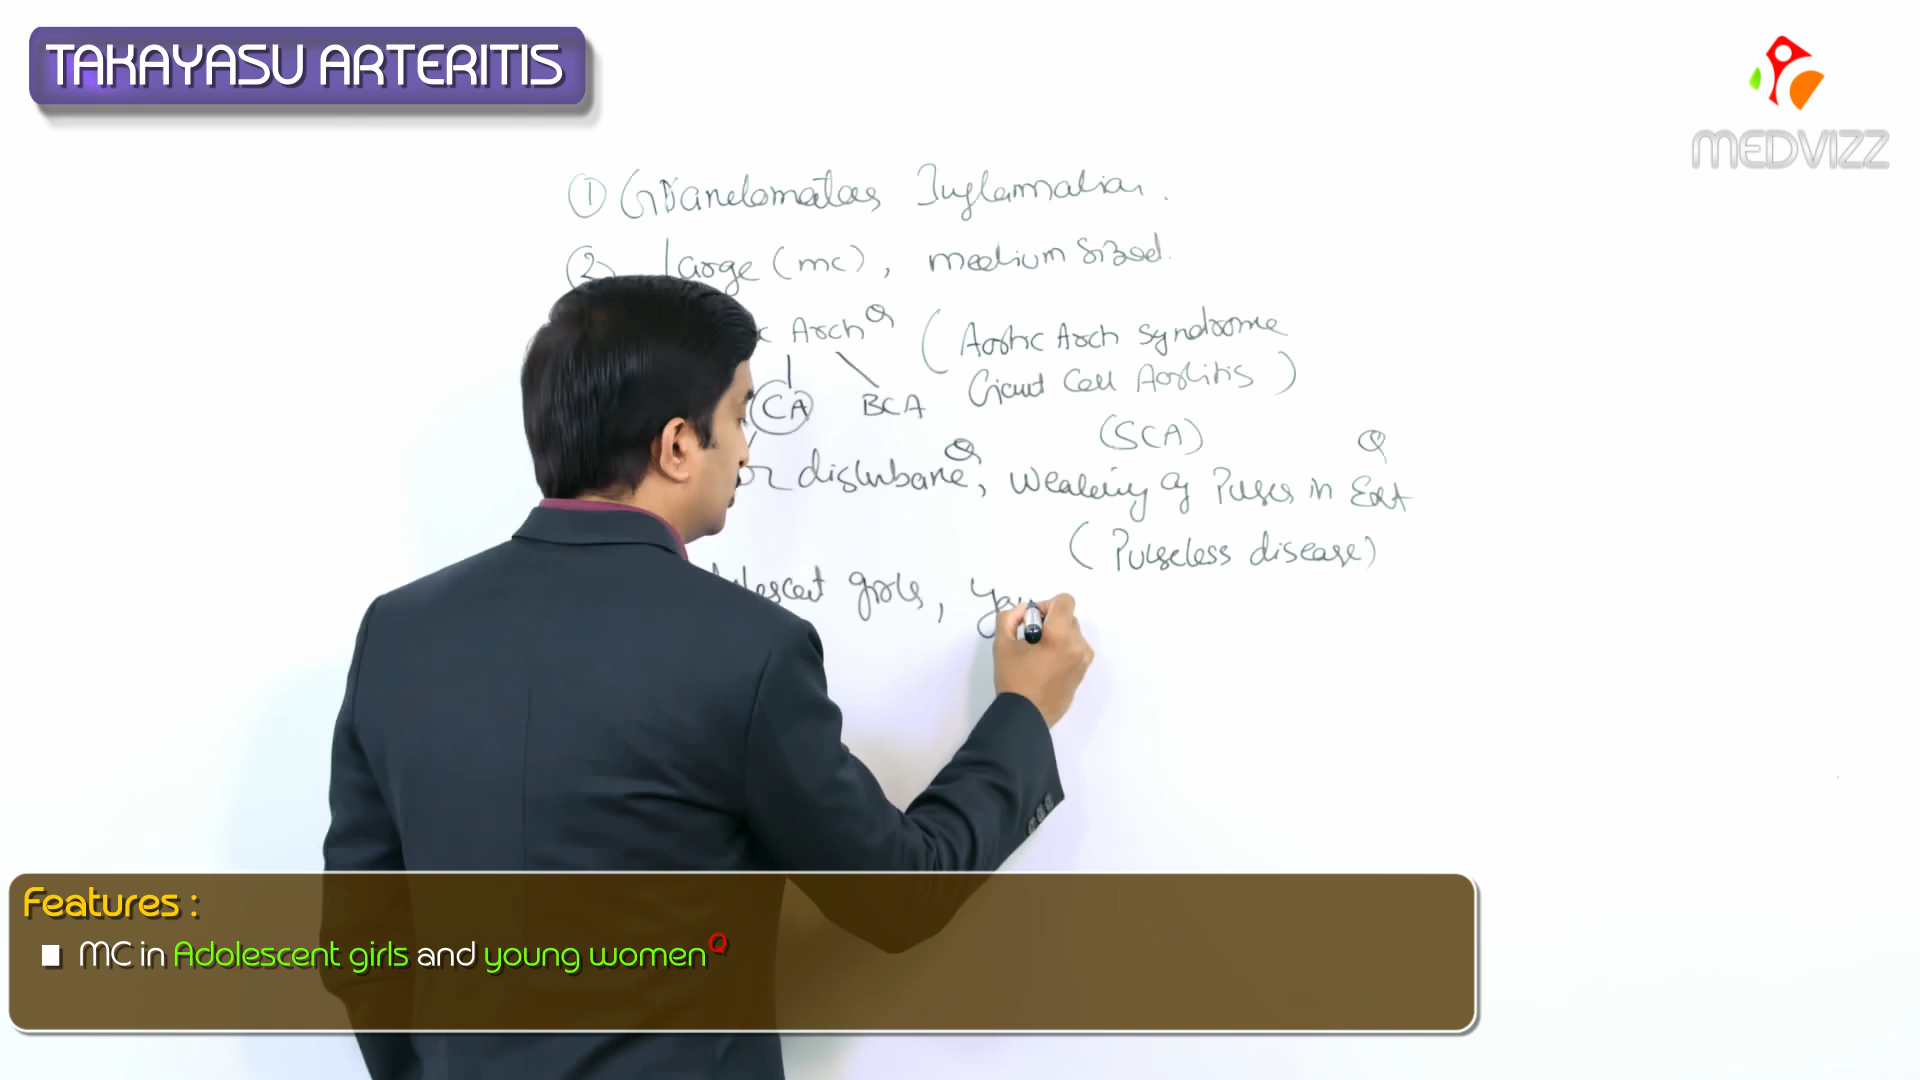 TAKAYASU ARTERITIS
MEDVIZZ
① Granulomatous Inflammation.
② Large (mc), medium sized.
Arch Q (Aortic Arch syndrome
Giant Cell Aortitis)
CA BCA
(SCA)
disturbance Q, weakening of Pulses in Ext Q
(Pulseless disease)
girls, You
Features :
■ MC in Adolescent girls and young women Q